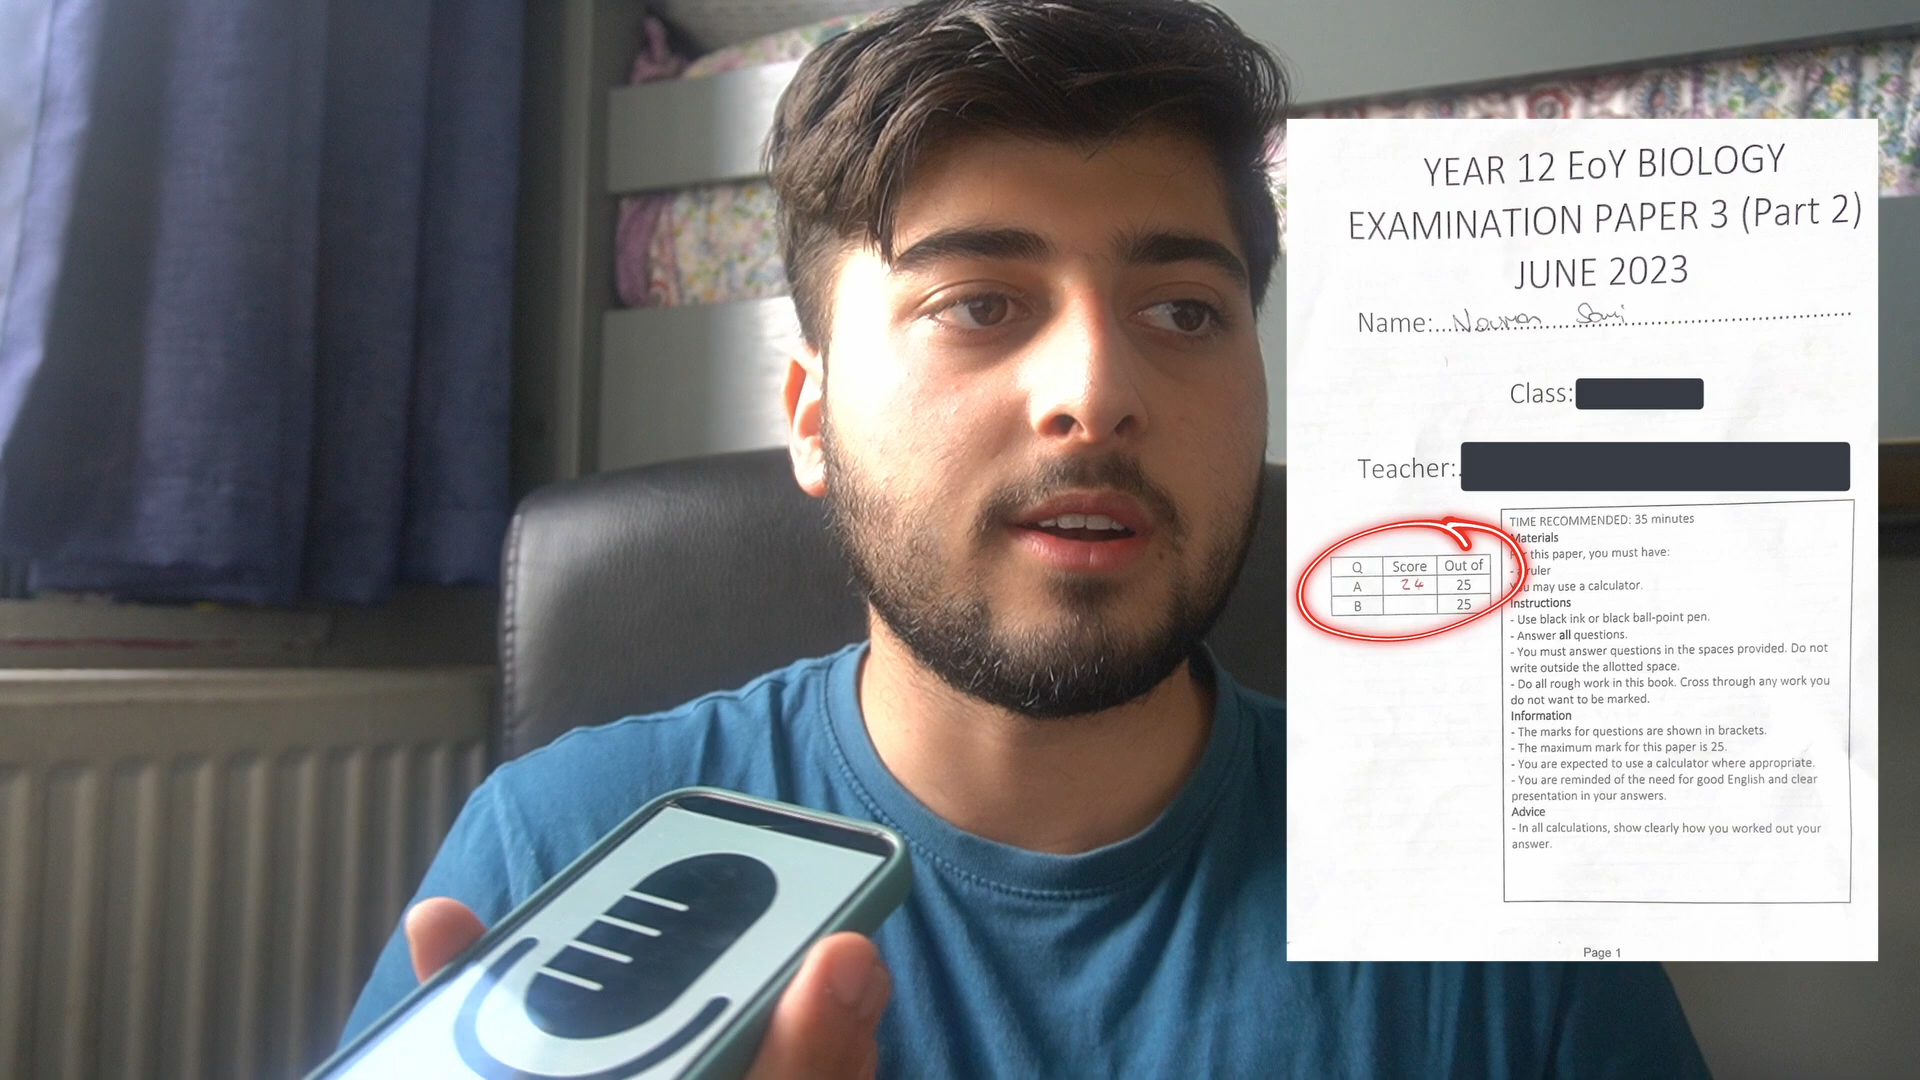 YEAR 12 EoY BIOLOGY
EXAMINATION PAPER 3 (Part 2)
JUNE 2023
Name:
Class:
Teacher:
Q Score Out of
A 24 25
B 25
TIME RECOMMENDED: 35 minutes
Materials
this paper, you must have:
ruler
may use a calculator.
Instructions
- Use black ink or black ball-point pen.
- Answer all questions.
- You must answer questions in the spaces provided. Do not
write outside the allotted space.
- Do all rough work in this book. Cross through any work you
do not want to be marked.
Information
- The marks for questions are shown in brackets.
- The maximum mark for this paper is 25.
- You are expected to use a calculator where appropriate.
- You are reminded of the need for good English and clear
presentation in your answers.
Advice
- In all calculations, show clearly how you worked out your
answer.
Page 1